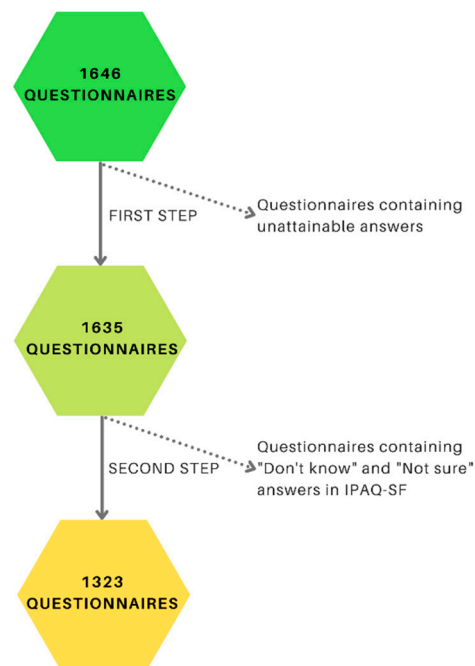 1646
QUESTIONNAIRES
FIRST STEP
Questionnaires containing
unattainable answers
1635
QUESTIONNAIRES
SECOND STEP
Questionnaires containing
"Don't know" and "Not sure"
answers in IPAQ-SF
1323
QUESTIONNAIRES